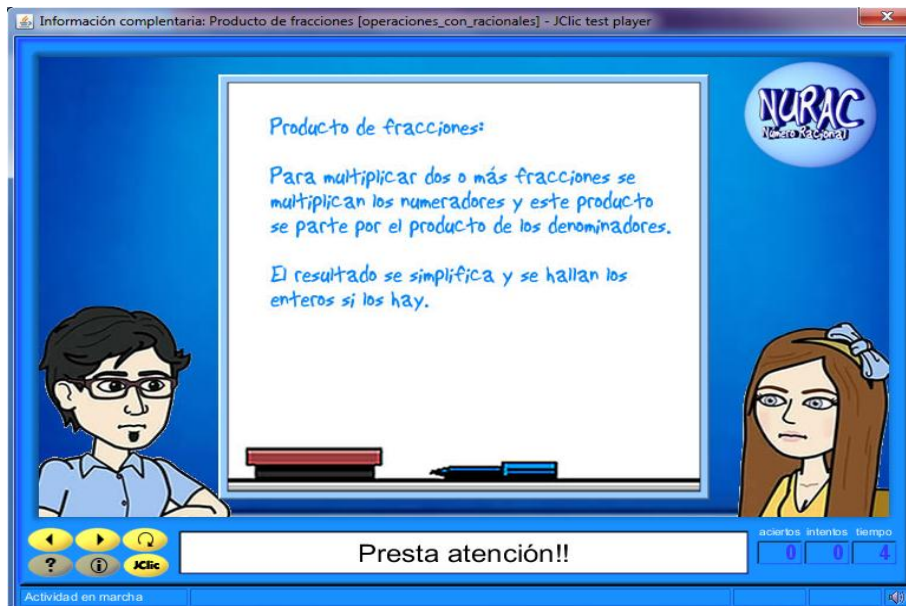 Información complentaria: Producto de fracciones [operaciones_con_racionales] - JClic test player
NURAC
Número Racional
Producto de fracciones:
Para multiplicar dos o más fracciones se
multiplican los numeradores y este producto
se parte por el producto de los denominadores.
El resultado se simplifica y se hallan los
enteros si los hay.
Presta atención!!
aciertos intentos tiempo
0 0 4
? i JClic
Actividad en marcha